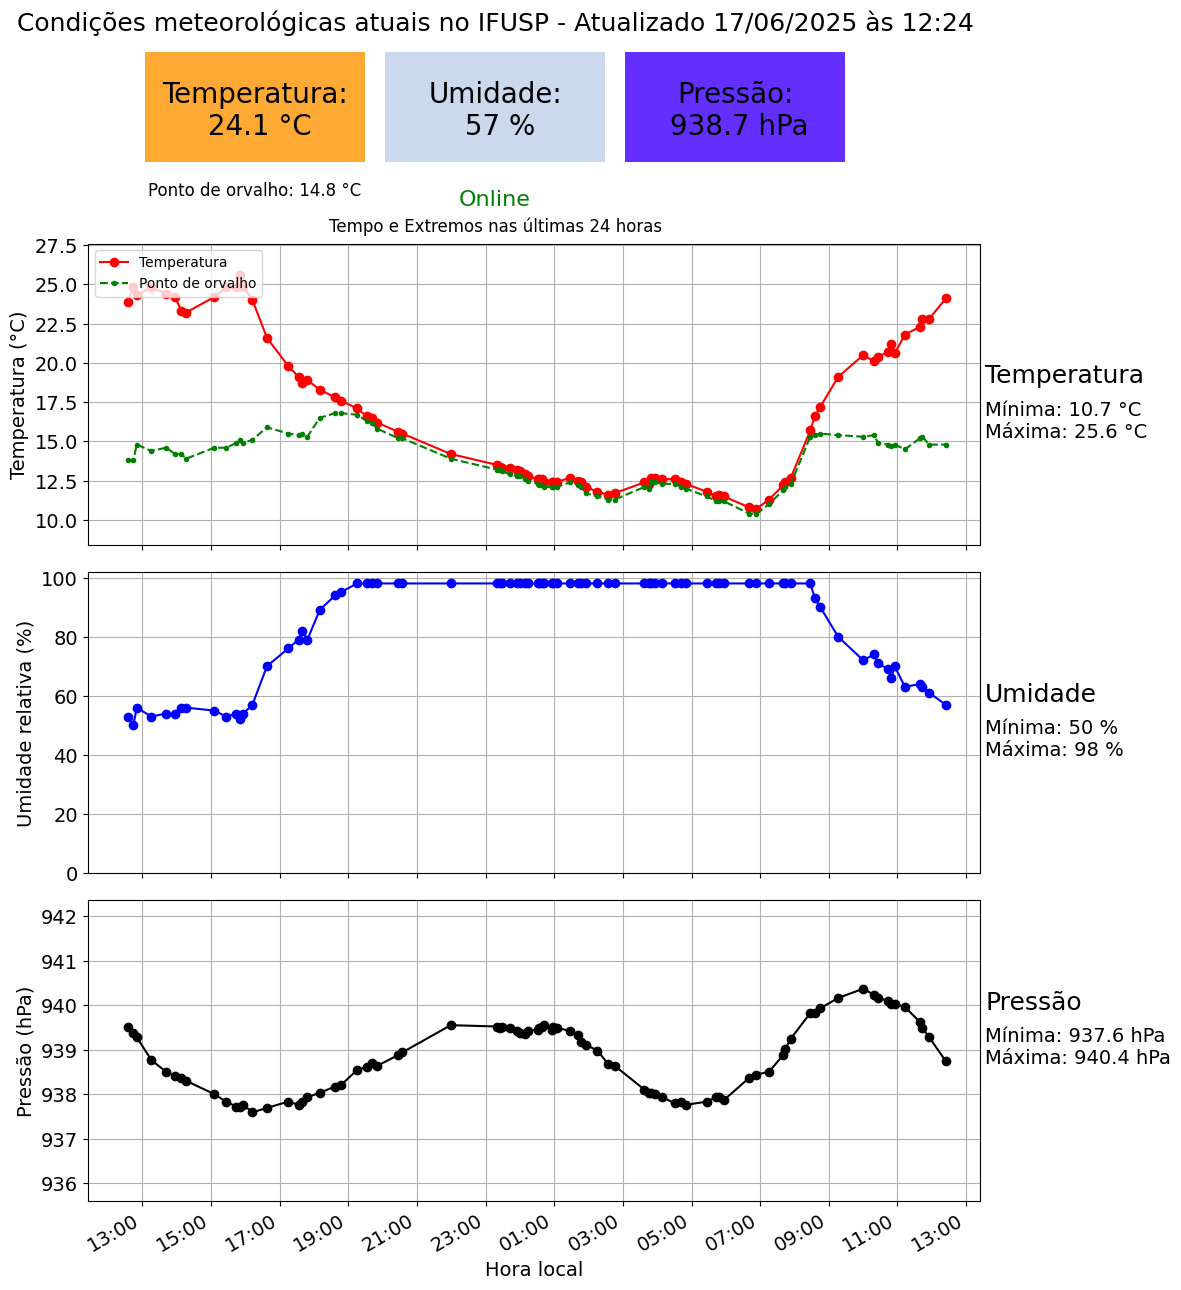 Condições meteorológicas atuais no IFUSP - Atualizado 17/06/2025 às 12:24
Temperatura:
24.1 °C
Umidade:
57 %
Pressão:
938.7 hPa
Ponto de orvalho: 14.8 °C
Online
Tempo e Extremos nas últimas 24 horas
Temperatura
Ponto de orvalho
Temperatura (°C)
27.5
25.0
22.5
20.0
17.5
15.0
12.5
10.0
Temperatura
Mínima: 10.7 °C
Máxima: 25.6 °C
Umidade relativa (%)
100
80
60
40
20
0
Umidade
Mínima: 50 %
Máxima: 98 %
Pressão (hPa)
942
941
940
939
938
937
936
Pressão
Mínima: 937.6 hPa
Máxima: 940.4 hPa
13:00 15:00 17:00 19:00 21:00 23:00 01:00 03:00 05:00 07:00 09:00 11:00 13:00
Hora local